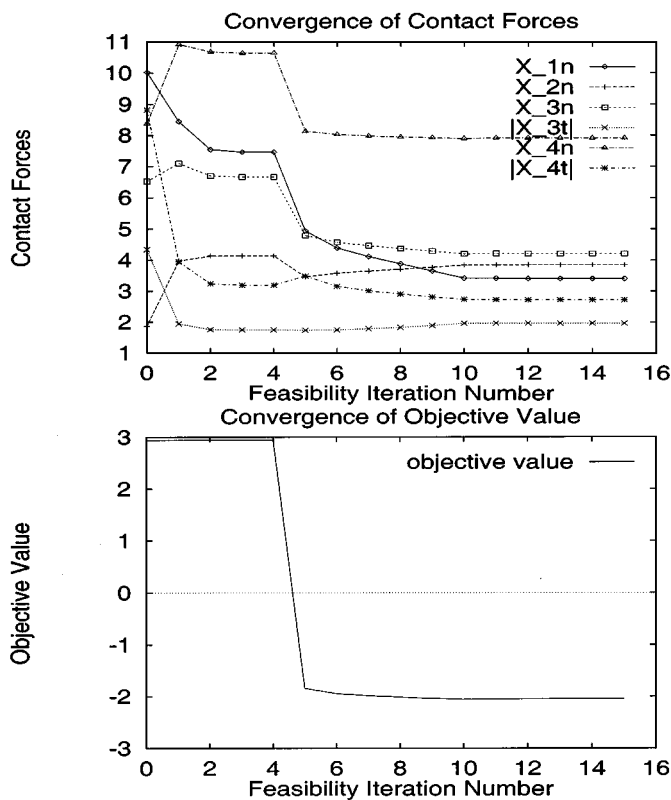 Convergence of Contact Forces
11
10
9
8
7
6
5
4
3
2
1
Contact Forces
X_1n
X_2n
X_3n
|X_3t|
X_4n
|X_4t|
0 2 4 6 8 10 12 14 16
Feasibility Iteration Number
Convergence of Objective Value
3
2
1
0
-1
-2
-3
Objective Value
objective value
0 2 4 6 8 10 12 14 16
Feasibility Iteration Number